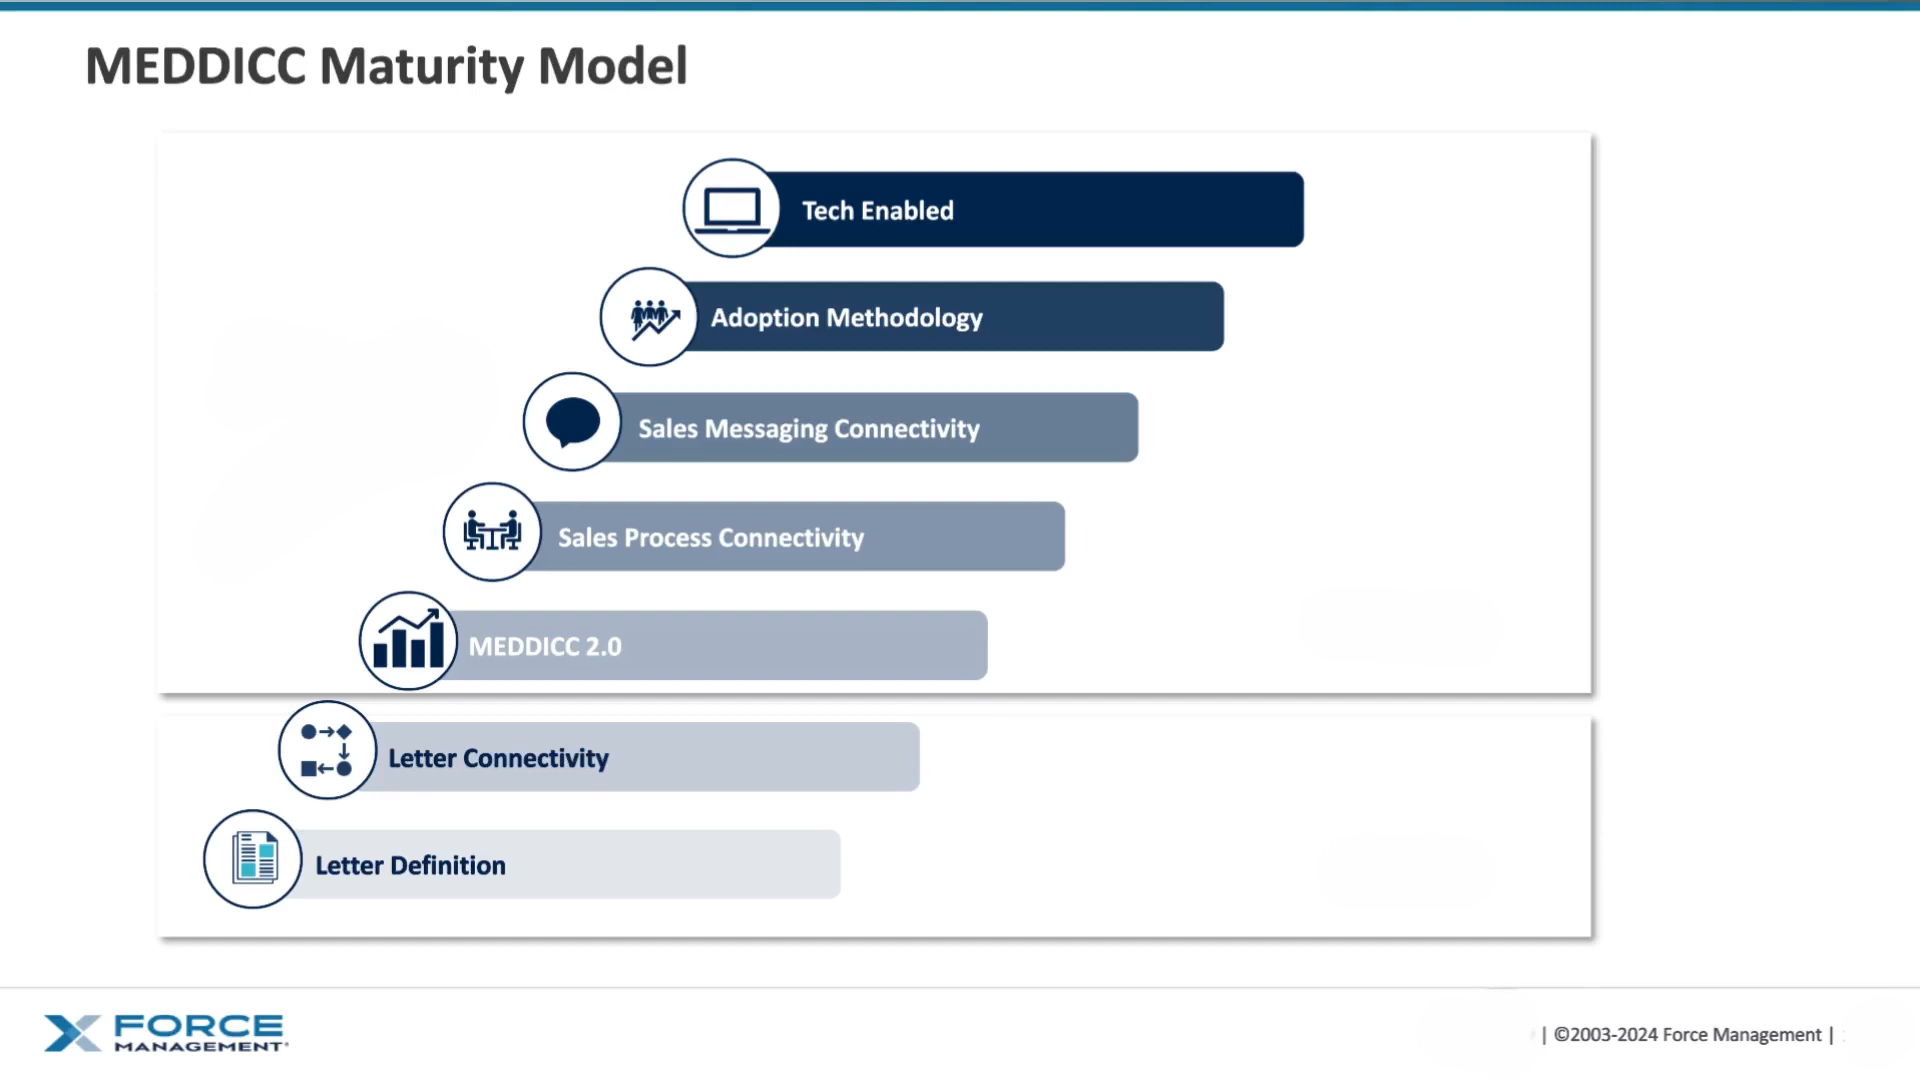 MEDDICC Maturity Model
Tech Enabled
Adoption Methodology
Sales Messaging Connectivity
Sales Process Connectivity
MEDDICC 2.0
Letter Connectivity
Letter Definition
FORCE
MANAGEMENT
| ©2003-2024 Force Management |